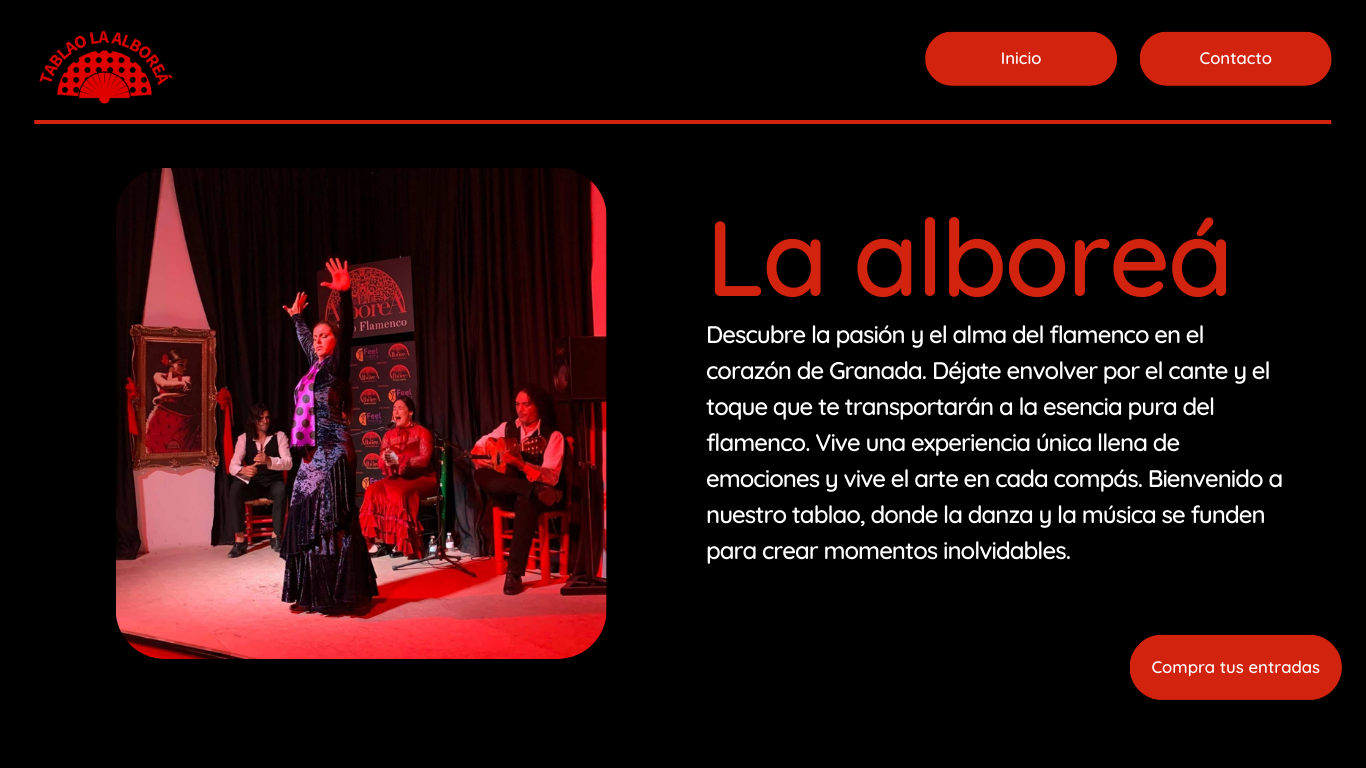 TABLAO LA ALBOREÁ
Inicio
Contacto
La alboreá
Descubre la pasión y el alma del flamenco en el
corazón de Granada. Déjate envolver por el cante y el
toque que te transportarán a la esencia pura del
flamenco. Vive una experiencia única llena de
emociones y vive el arte en cada compás. Bienvenido a
nuestro tablao, donde la danza y la música se funden
para crear momentos inolvidables.
Flamenco
Feel
Feel
Compra tus entradas